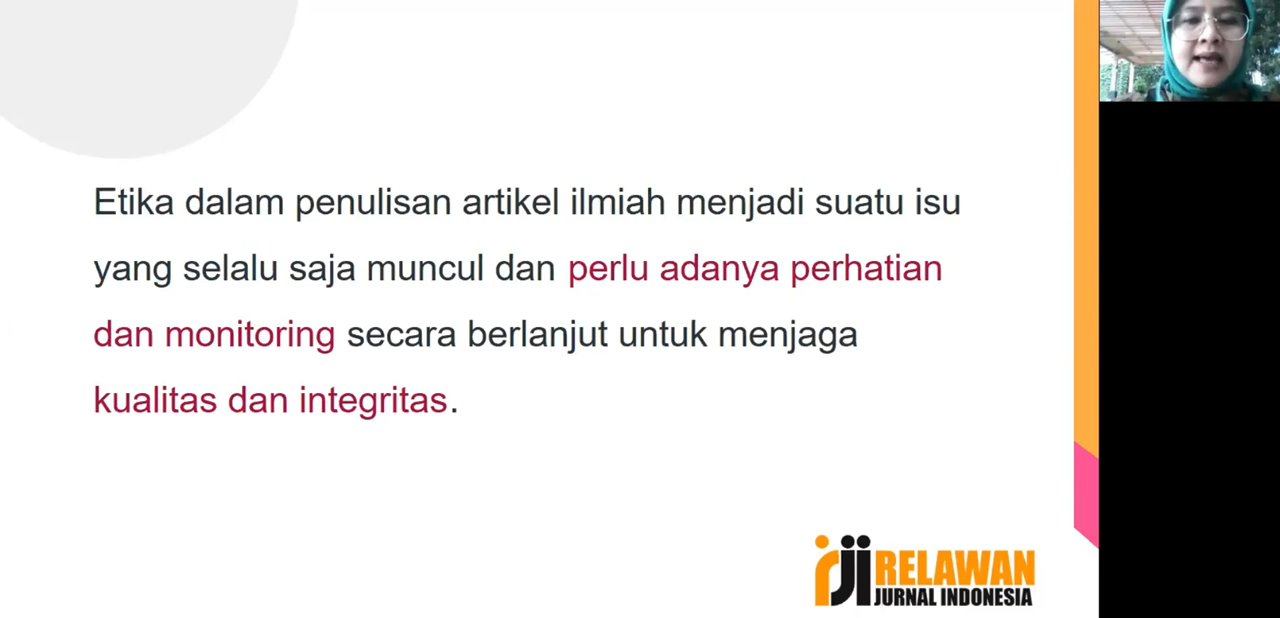 Etika dalam penulisan artikel ilmiah menjadi suatu isu
yang selalu saja muncul dan perlu adanya perhatian
dan monitoring secara berlanjut untuk menjaga
kualitas dan integritas.
rji RELAWAN
JURNAL INDONESIA